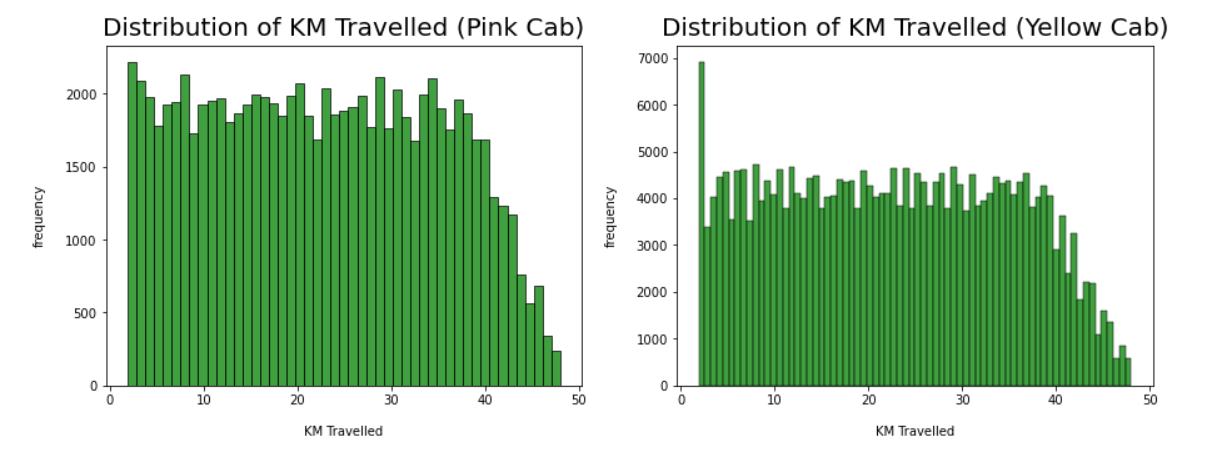 Distribution of KM Travelled (Pink Cab)
frequency
2000
1500
1000
500
0
0 10 20 30 40 50
KM Travelled
Distribution of KM Travelled (Yellow Cab)
frequency
7000
6000
5000
4000
3000
2000
1000
0
0 10 20 30 40 50
KM Travelled